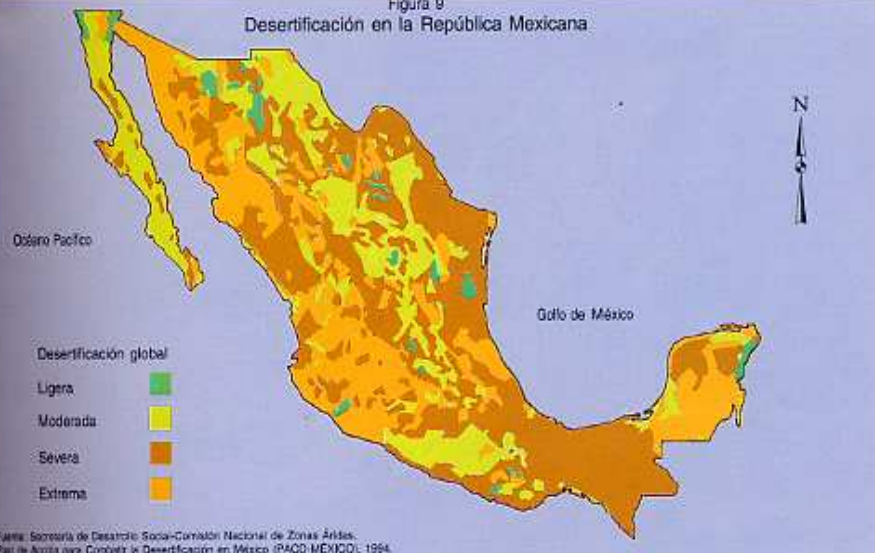 Figura 9
Desertificación en la República Mexicana
N
Océano Pacífico
Golfo de México
Desertificación global
Ligera
Moderada
Severa
Extrema
Fuente: Secretaría de Desarrollo Social-Comisión Nacional de Zonas Áridas.
Plan de Acción para Combatir la Desertificación en México (PACD-MÉXICO), 1994.